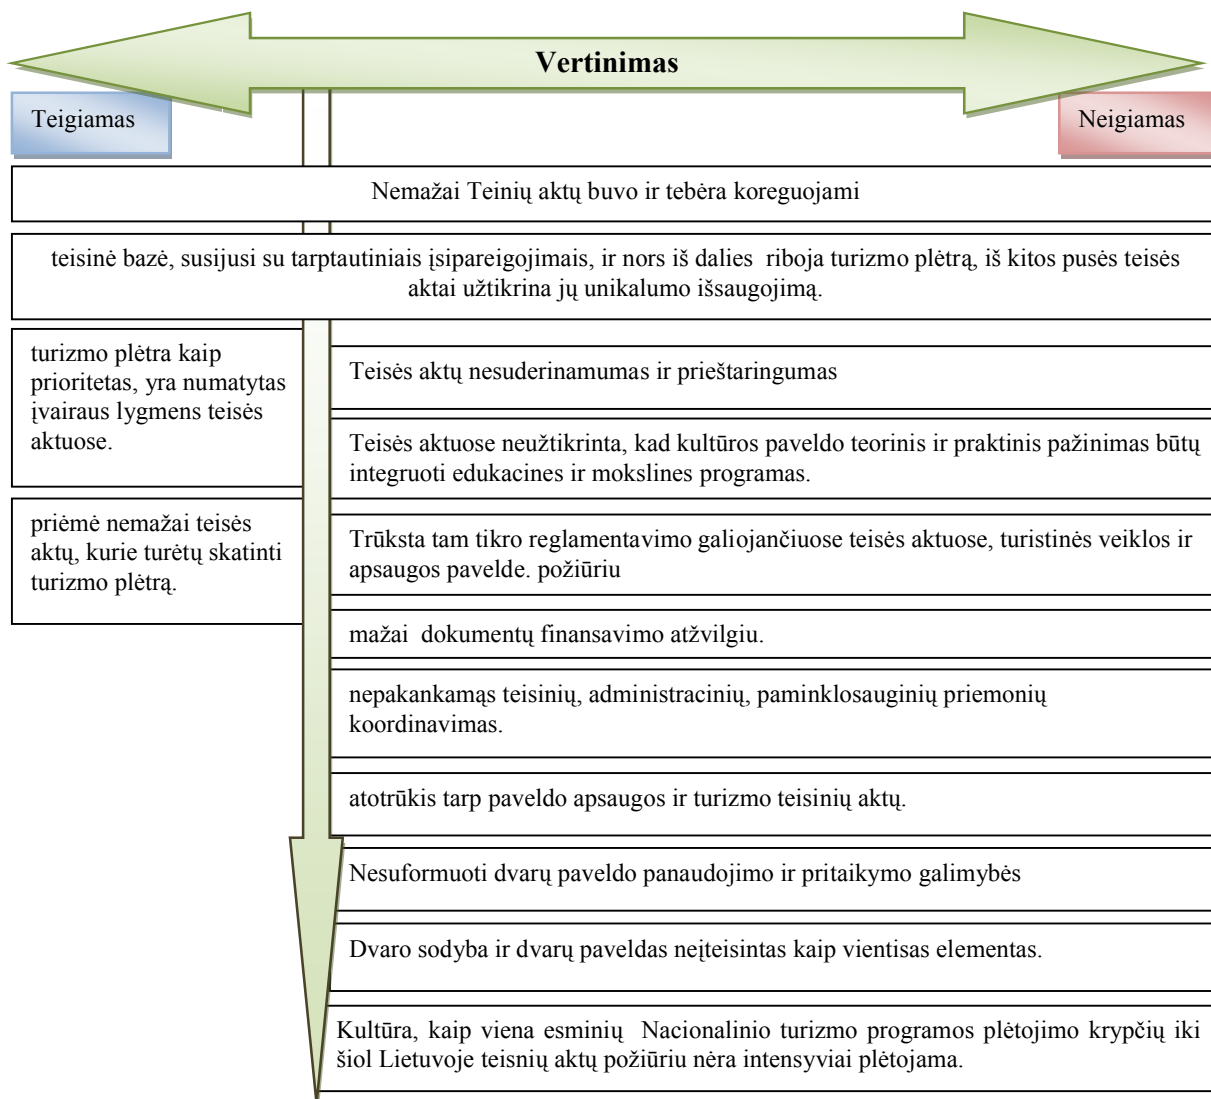 Vertinimas
Teigiamas
Neigiamas
Nemažai Teinių aktų buvo ir tebėra koreguojami
teisinė bazė, susijusi su tarptautiniais įsipareigojimais, ir nors iš dalies riboja turizmo plėtrą, iš kitos pusės teisės
aktai užtikrina jų unikalumo išsaugojimą.
turizmo plėtra kaip
prioritetas, yra numatytas
įvairaus lygmens teisės
aktuose.
priėmė nemažai teisės
aktų, kurie turėtų skatinti
turizmo plėtrą.
Teisės aktų nesuderinamumas ir prieštaringumas
Teisės aktuose neužtikrinta, kad kultūros paveldo teorinis ir praktinis pažinimas būtų
integruoti edukacines ir mokslines programas.
Trūksta tam tikro reglamentavimo galiojančiuose teisės aktuose, turistinės veiklos ir
apsaugos pavelde. požiūriu
mažai dokumentų finansavimo atžvilgiu.
nepakankamąs teisinių, administracinių, paminklosauginių priemonių
koordinavimas.
atotrūkis tarp paveldo apsaugos ir turizmo teisinių aktų.
Nesuformuoti dvarų paveldo panaudojimo ir pritaikymo galimybės
Dvaro sodyba ir dvarų paveldas neįteisintas kaip vientisas elementas.
Kultūra, kaip viena esminių Nacionalinio turizmo programos plėtojimo krypčių iki
šiol Lietuvoje teisnių aktų požiūriu nėra intensyviai plėtojama.